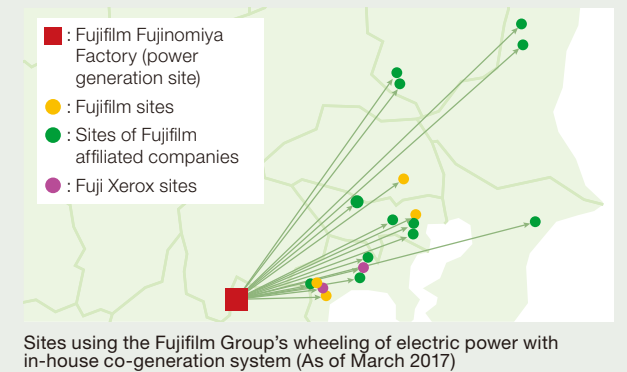 : Fujifilm Fujinomiya
Factory (power
generation site)
: Fujifilm sites
: Sites of Fujifilm
affiliated companies
: Fuji Xerox sites
Sites using the Fujifilm Group's wheeling of electric power with
in-house co-generation system (As of March 2017)